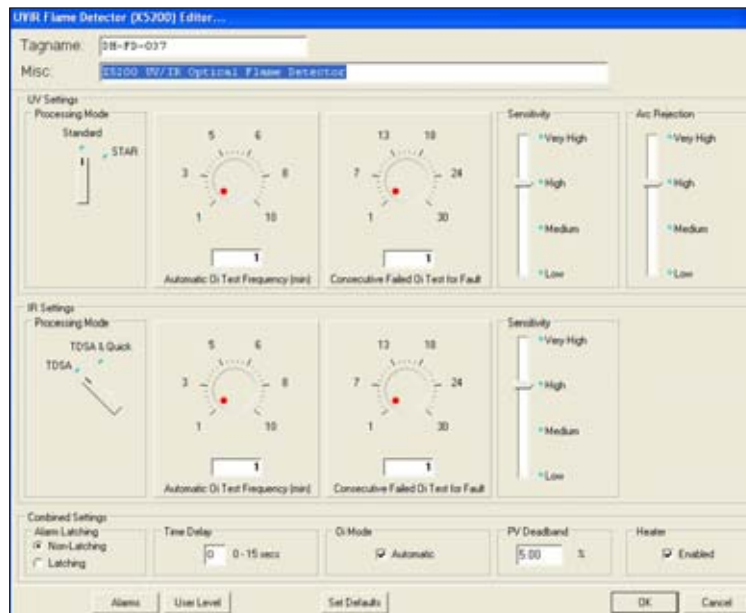 UVIR Flame Detector (X5200) Editor...
Tagname: DM-FD-037
Misc: X5200 UV/IR Optical Flame Detector
UV Settings
Processing Mode
Standard
STAR
1 3 5 6 8 10
1
Automatic Oi Test Frequency (min)
1 7 13 18 24 30
1
Consecutive Failed Oi Test for Fault
Sensitivity
Very High
High
Medium
Low
Arc Rejection
Very High
High
Medium
Low
IR Settings
Processing Mode
TDSA & Quick
TDSA
1 3 5 6 8 10
1
Automatic Oi Test Frequency (min)
1 7 13 18 24 30
1
Consecutive Failed Oi Test for Fault
Sensitivity
Very High
High
Medium
Low
Combined Settings
Alarm Latching
Non-Latching
Latching
Time Delay
0 0 - 15 secs
Oi Mode
Automatic
PV Deadband
5.00 %
Heater
Enabled
Alarms User Level Set Defaults OK Cancel